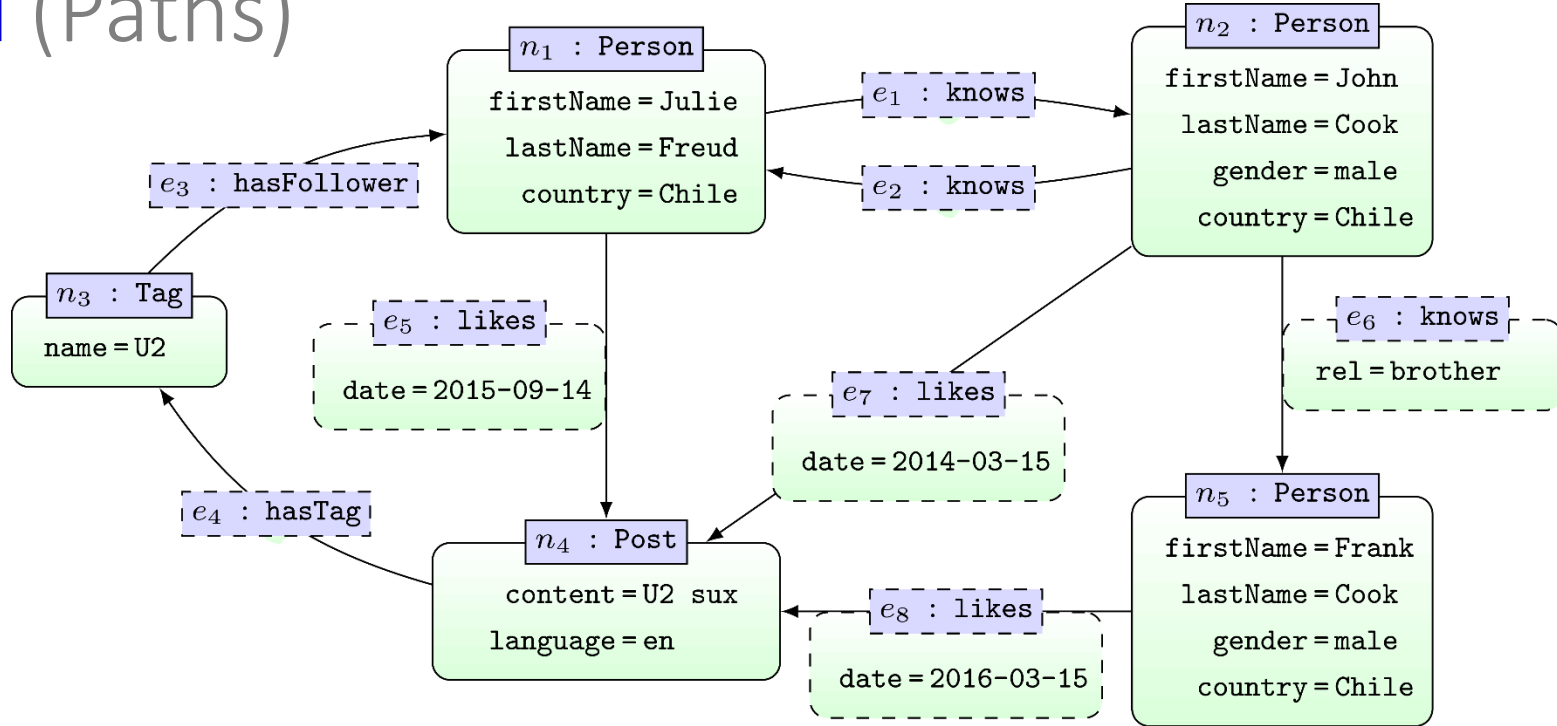 (Paths)
n₁ : Person
firstName = Julie
lastName = Freud
country = Chile
e₁ : knows
e₂ : knows
n₂ : Person
firstName = John
lastName = Cook
gender = male
country = Chile
e₃ : hasFollower
n₃ : Tag
name = U2
e₅ : likes
date = 2015-09-14
e₇ : likes
date = 2014-03-15
e₆ : knows
rel = brother
e₄ : hasTag
n₄ : Post
content = U2 sux
language = en
e₈ : likes
date = 2016-03-15
n₅ : Person
firstName = Frank
lastName = Cook
gender = male
country = Chile